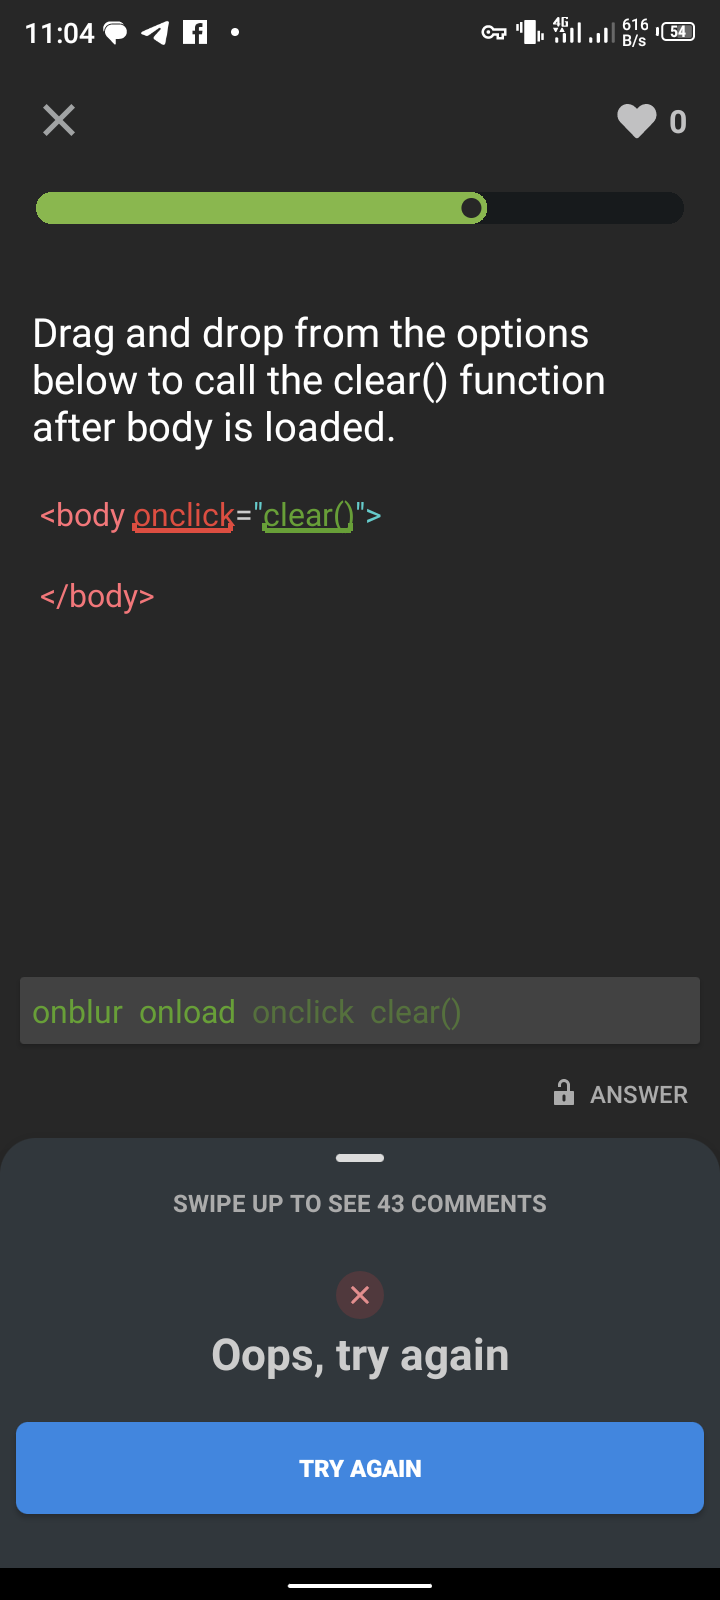 11:04
4G
616
B/s
54
0
Drag and drop from the options
below to call the clear() function
after body is loaded.
<body onclick="clear()">
</body>
onblur onload onclick clear()
ANSWER
SWIPE UP TO SEE 43 COMMENTS
Oops, try again
TRY AGAIN